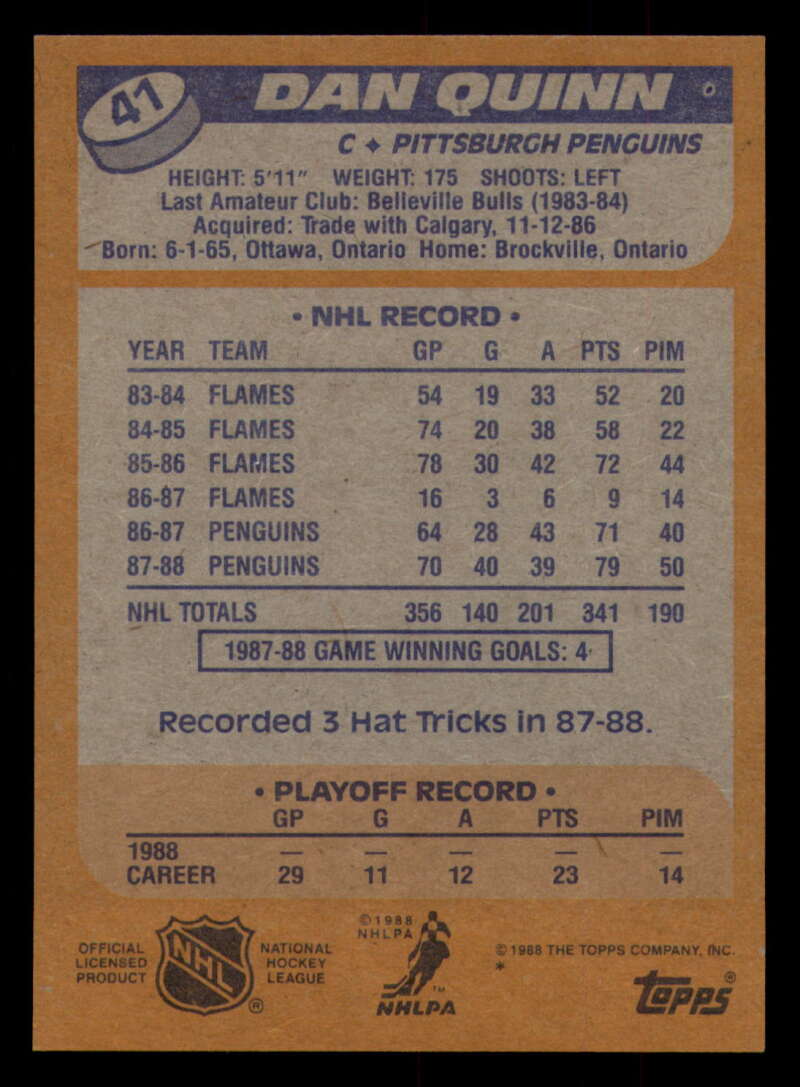 41
DAN QUINN
C ♦ PITTSBURGH PENGUINS
HEIGHT: 5'11" WEIGHT: 175 SHOOTS: LEFT
Last Amateur Club: Belleville Bulls (1983-84)
Acquired: Trade with Calgary, 11-12-86
Born: 6-1-65, Ottawa, Ontario Home: Brockville, Ontario
• NHL RECORD •
YEAR TEAM GP G A PTS PIM
83-84 FLAMES 54 19 33 52 20
84-85 FLAMES 74 20 38 58 22
85-86 FLAMES 78 30 42 72 44
86-87 FLAMES 16 3 6 9 14
86-87 PENGUINS 64 28 43 71 40
87-88 PENGUINS 70 40 39 79 50
NHL TOTALS 356 140 201 341 190
1987-88 GAME WINNING GOALS: 4
Recorded 3 Hat Tricks in 87-88.
• PLAYOFF RECORD •
GP G A PTS PIM
1988 — — — — —
CAREER 29 11 12 23 14
OFFICIAL
LICENSED
PRODUCT
NHL
®
NATIONAL
HOCKEY
LEAGUE
©1988
NHLPA
™
NHLPA
© 1988 THE TOPPS COMPANY, INC.
*
topps®